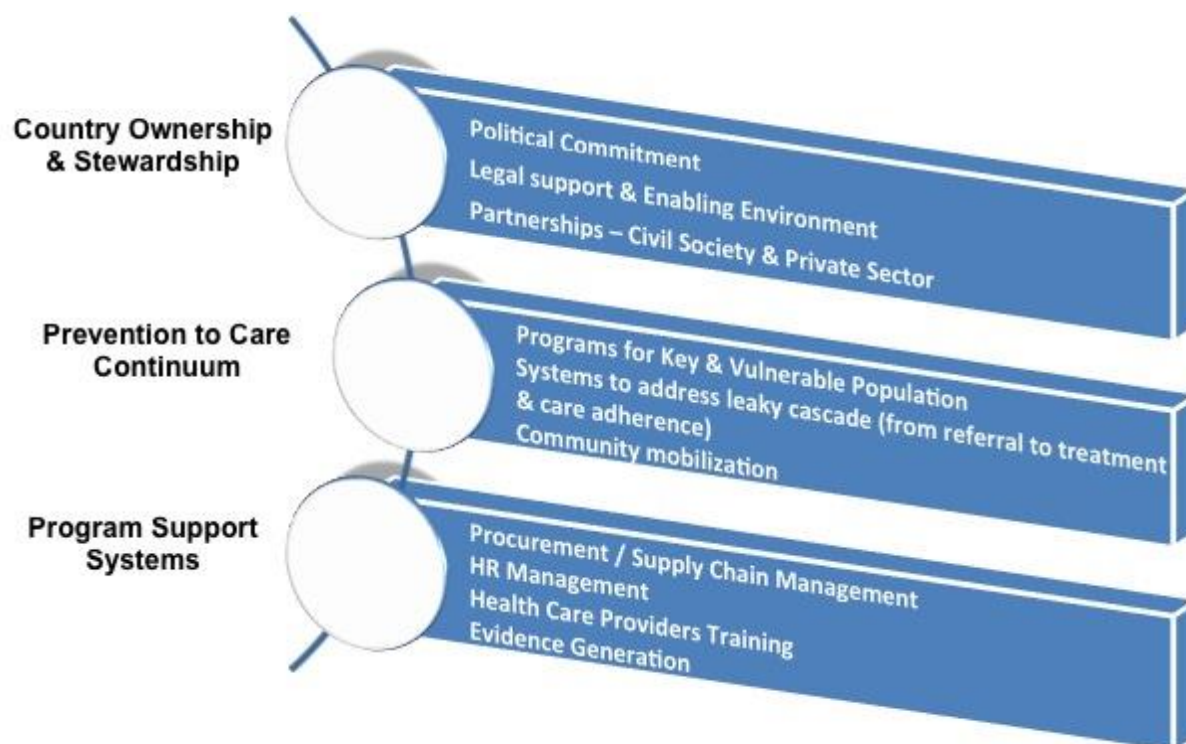 Country Ownership
& Stewardship
Political Commitment
Legal support & Enabling Environment
Partnerships – Civil Society & Private Sector
Prevention to Care
Continuum
Programs for Key & Vulnerable Population
Systems to address leaky cascade (from referral to treatment
& care adherence)
Community mobilization
Program Support
Systems
Procurement / Supply Chain Management
HR Management
Health Care Providers Training
Evidence Generation